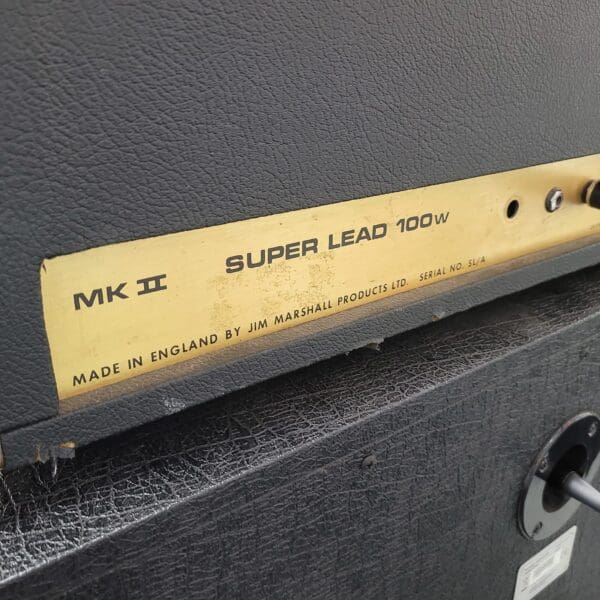 MK II
SUPER LEAD 100W
MADE IN ENGLAND BY JIM MARSHALL PRODUCTS LTD. SERIAL NO. SL/A